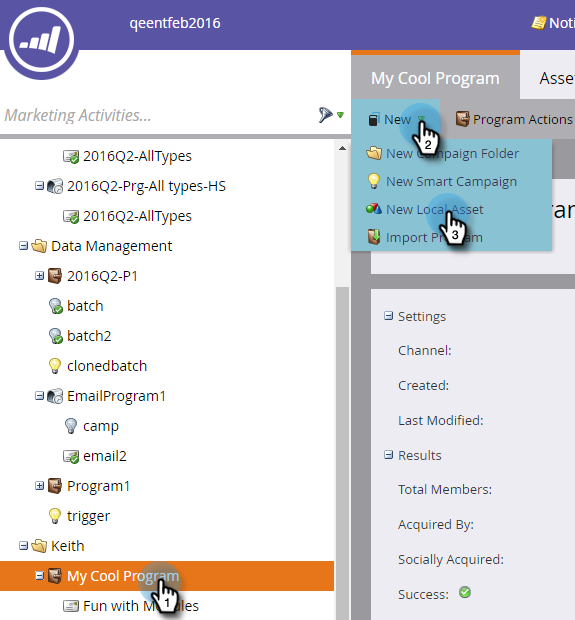 qeentfeb2016
Noti
My Cool Program
Asse
Marketing Activities...
New
Program Actions
2
2016Q2-AllTypes
New Campaign Folder
2016Q2-Prg-All types-HS
New Smart Campaign
2016Q2-AllTypes
New Local Asset
3
Import Program
Data Management
2016Q2-P1
batch
Settings
batch2
Channel:
clonedbatch
Created:
EmailProgram1
Last Modified:
camp
Results
email2
Total Members:
Program1
Acquired By:
trigger
Keith
Socially Acquired:
My Cool Program
1
Success:
Fun with Modules